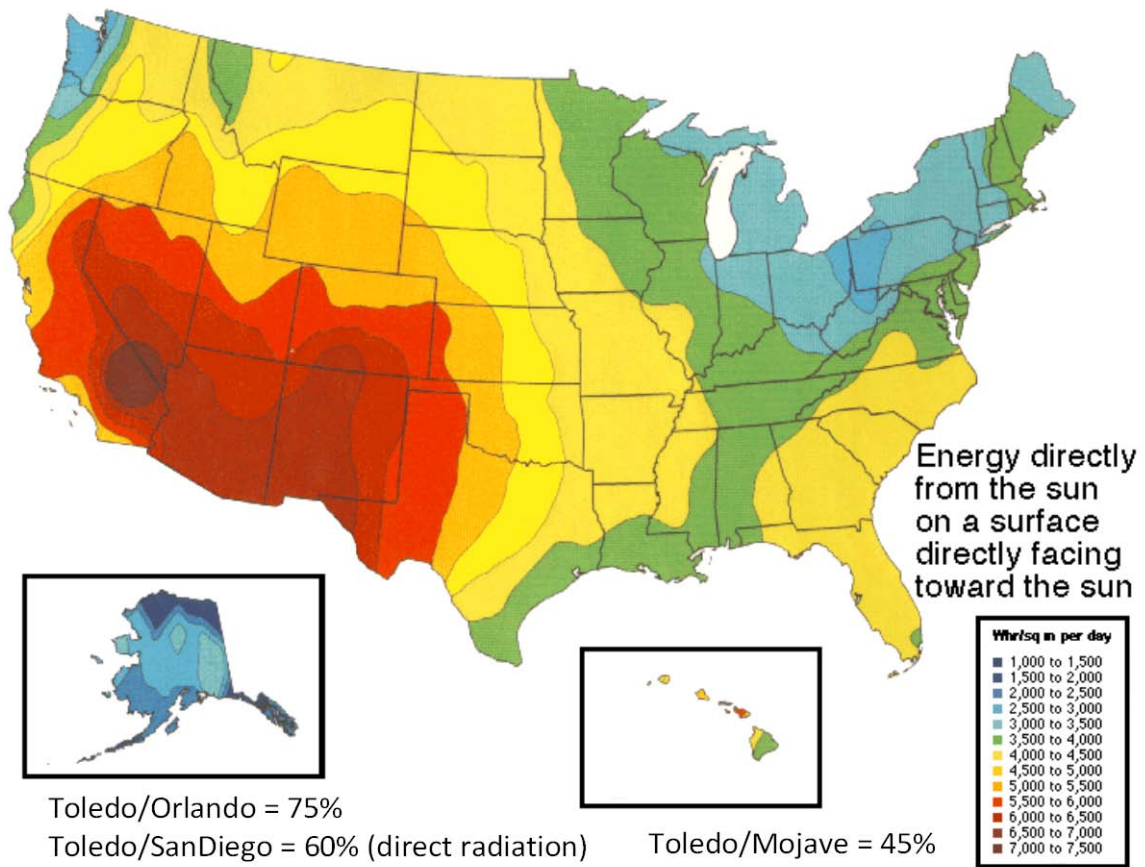 Energy directly
from the sun
on a surface
directly facing
toward the sun
Whr/sq m per day
1,000 to 1,500
1,500 to 2,000
2,000 to 2,500
2,500 to 3,000
3,000 to 3,500
3,500 to 4,000
4,000 to 4,500
4,500 to 5,000
5,000 to 5,500
5,500 to 6,000
6,000 to 6,500
6,500 to 7,000
7,000 to 7,500
Toledo/Orlando = 75%
Toledo/SanDiego = 60% (direct radiation)
Toledo/Mojave = 45%